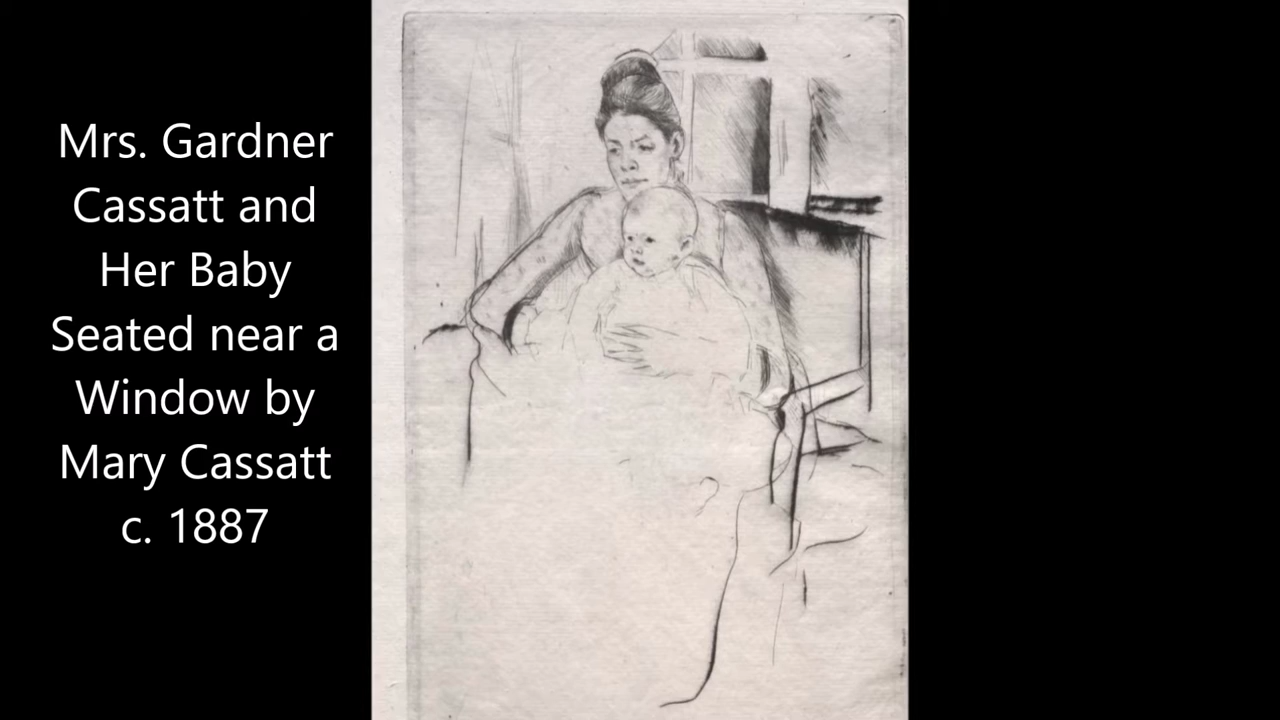 Mrs. Gardner
Cassatt and
Her Baby
Seated near a
Window by
Mary Cassatt
c. 1887